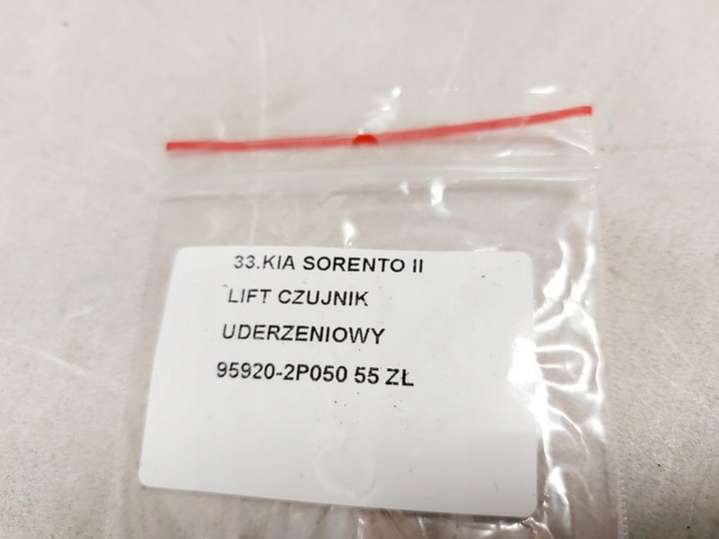 33.KIA SORENTO II
LIFT CZUJNIK
UDERZENIOWY
95920-2P050 55 ZŁ